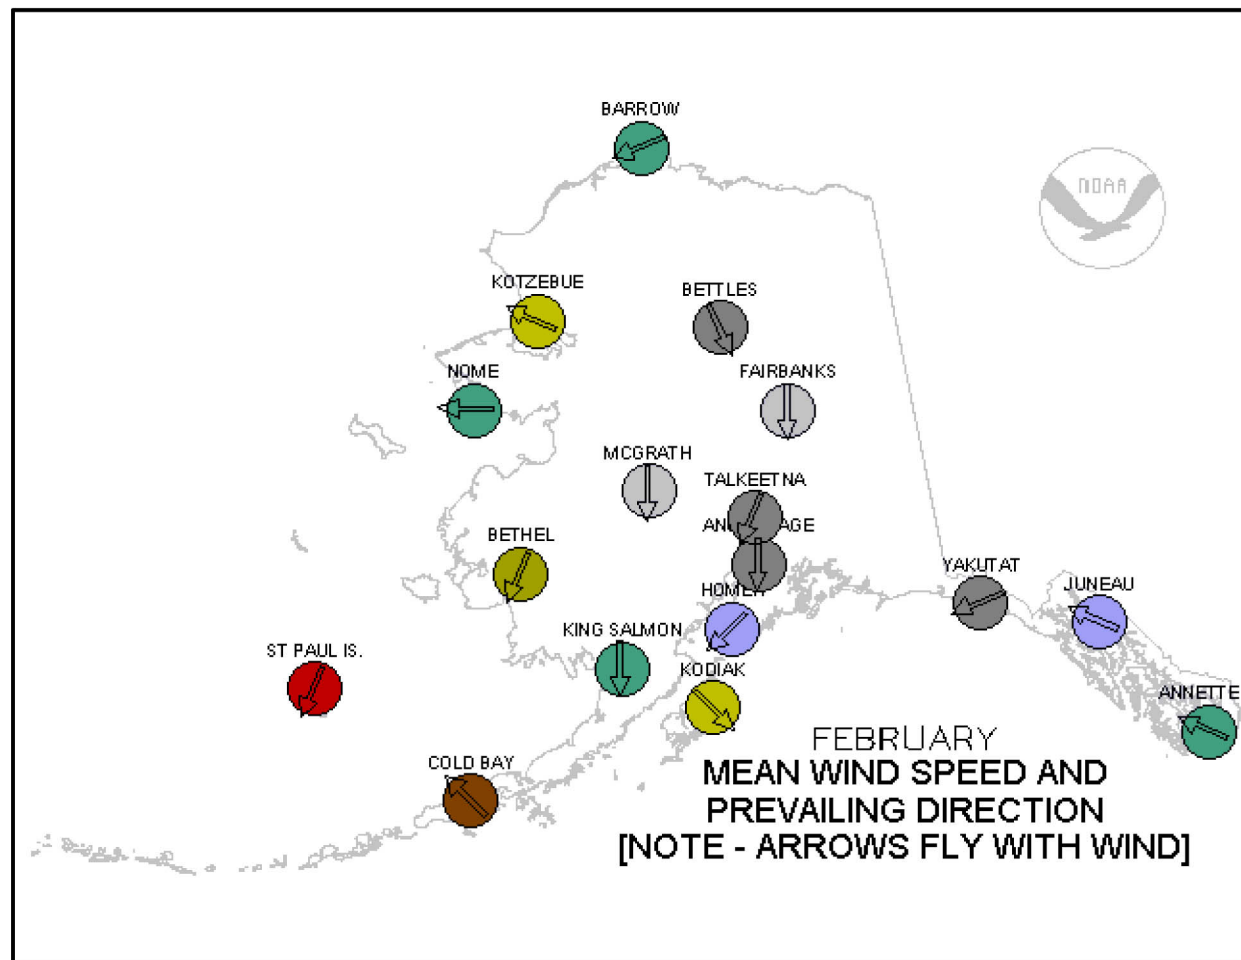 BARROW
NOAA
KOTZEBUE
BETTLES
NOME
FAIRBANKS
MCGRATH
TALKEETNA
BETHEL
YAKUTAT
JUNEAU
KING SALMON
ST PAUL IS.
KODIAK
ANNETTE
COLD BAY
FEBRUARY
MEAN WIND SPEED AND
PREVAILING DIRECTION
[NOTE - ARROWS FLY WITH WIND]